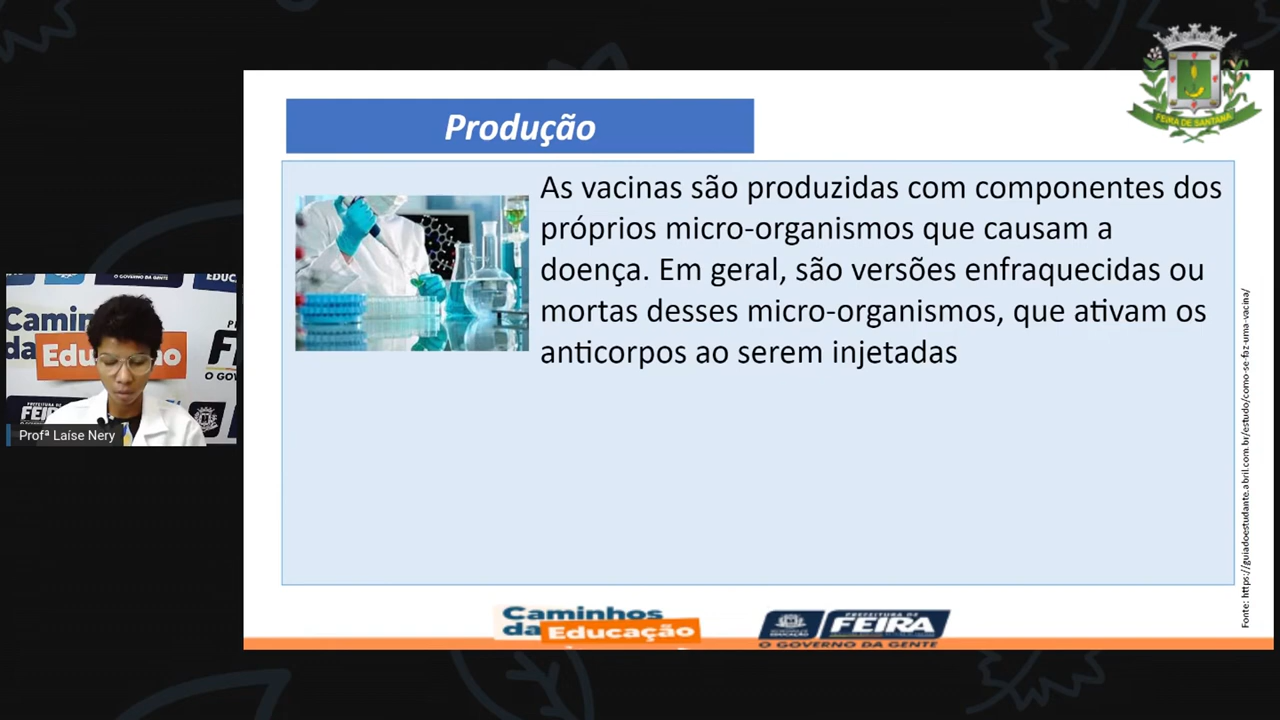 FEIRA DE SANTANA
Produção
As vacinas são produzidas com componentes dos
próprios micro-organismos que causam a
doença. Em geral, são versões enfraquecidas ou
mortas desses micro-organismos, que ativam os
anticorpos ao serem injetadas
Fonte: https://guiadoestudante.abril.com.br/estudo/como-se-faz-uma-vacina/
Profª Laíse Nery
Caminhos
da Educação
PREFEITURA DE
FEIRA
O GOVERNO DA GENTE